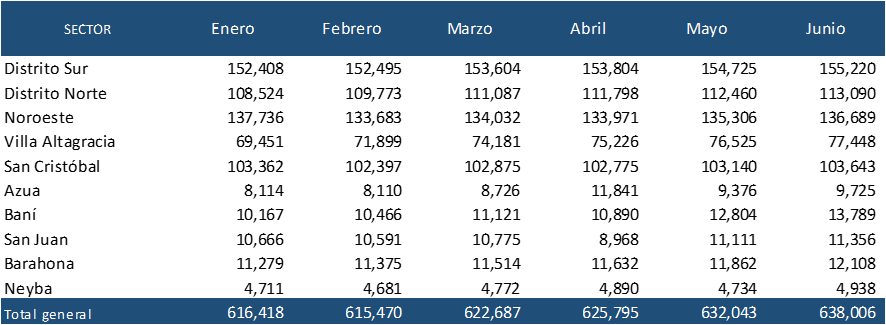 SECTOR Enero Febrero Marzo Abril Mayo Junio
Distrito Sur 152,408 152,495 153,604 153,804 154,725 155,220
Distrito Norte 108,524 109,773 111,087 111,798 112,460 113,090
Noroeste 137,736 133,683 134,032 133,971 135,306 136,689
Villa Altagracia 69,451 71,899 74,181 75,226 76,525 77,448
San Cristóbal 103,362 102,397 102,875 102,775 103,140 103,643
Azua 8,114 8,110 8,726 11,841 9,376 9,725
Baní 10,167 10,466 11,121 10,890 12,804 13,789
San Juan 10,666 10,591 10,775 8,968 11,111 11,356
Barahona 11,279 11,375 11,514 11,632 11,862 12,108
Neyba 4,711 4,681 4,772 4,890 4,734 4,938
Total general 616,418 615,470 622,687 625,795 632,043 638,006